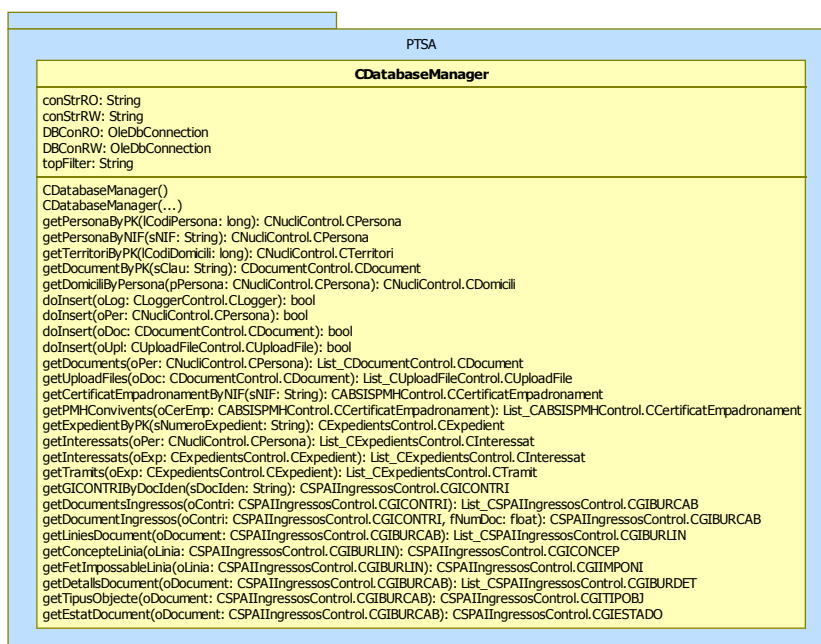 PTSA
CDatabaseManager
conStrRO: String
conStrRW: String
DBConRO: OleDbConnection
DBConRW: OleDbConnection
topFilter: String
CDatabaseManager()
CDatabaseManager(...)
getPersonaByPK(lCodiPersona: long): CNucliControl.CPersona
getPersonaByNIF(sNIF: String): CNucliControl.CPersona
getTerritoriByPK(lCodiDomicili: long): CNucliControl.CTerritori
getDocumentByPK(sClau: String): CDocumentControl.CDocument
getDomiciliByPersona(pPersona: CNucliControl.CPersona): CNucliControl.CDomicili
doInsert(oLog: CLoggerControl.CLogger): bool
doInsert(oPer: CNucliControl.CPersona): bool
doInsert(oDoc: CDocumentControl.CDocument): bool
doInsert(oUpl: CUploadFileControl.CUploadFile): bool
getDocuments(oPer: CNucliControl.CPersona): List_CDocumentControl.CDocument
getUploadFiles(oDoc: CDocumentControl.CDocument): List_CUploadFileControl.CUploadFile
getCertificatEmpadronamentByNIF(sNIF: String): CABSISPMHControl.CCertificatEmpadronament
getPMHConvivents(oCerEmp: CABSISPMHControl.CCertificatEmpadronament): List_CABSISPMHControl.CCertificatEmpadronament
getExpedientByPK(sNumeroExpedient: String): CExpedientsControl.CExpedient
getInteressats(oPer: CNucliControl.CPersona): List_CExpedientsControl.CInteressat
getInteressats(oExp: CExpedientsControl.CExpedient): List_CExpedientsControl.CInteressat
getTramits(oExp: CExpedientsControl.CExpedient): List_CExpedientsControl.CTramit
getGICONTRIByDocIden(sDocIden: String): CSPAIIngressosControl.CGICONTRI
getDocumentsIngressos(oContri: CSPAIIngressosControl.CGICONTRI): List_CSPAIIngressosControl.CGIBURCAB
getDocumentIngressos(oContri: CSPAIIngressosControl.CGICONTRI, fNumDoc: float): CSPAIIngressosControl.CGIBURCAB
getLiniesDocument(oDocument: CSPAIIngressosControl.CGIBURCAB): List_CSPAIIngressosControl.CGIBURLIN
getConcepteLinia(oLinia: CSPAIIngressosControl.CGIBURLIN): CSPAIIngressosControl.CGICONCEP
getFetImpossableLinia(oLinia: CSPAIIngressosControl.CGIBURLIN): CSPAIIngressosControl.CGIIMPONI
getDetallsDocument(oDocument: CSPAIIngressosControl.CGIBURCAB): List_CSPAIIngressosControl.CGIBURDET
getTipusObjecte(oDocument: CSPAIIngressosControl.CGIBURCAB): CSPAIIngressosControl.CGITIPOBJ
getEstatDocument(oDocument: CSPAIIngressosControl.CGIBURCAB): CSPAIIngressosControl.CGIESTADO